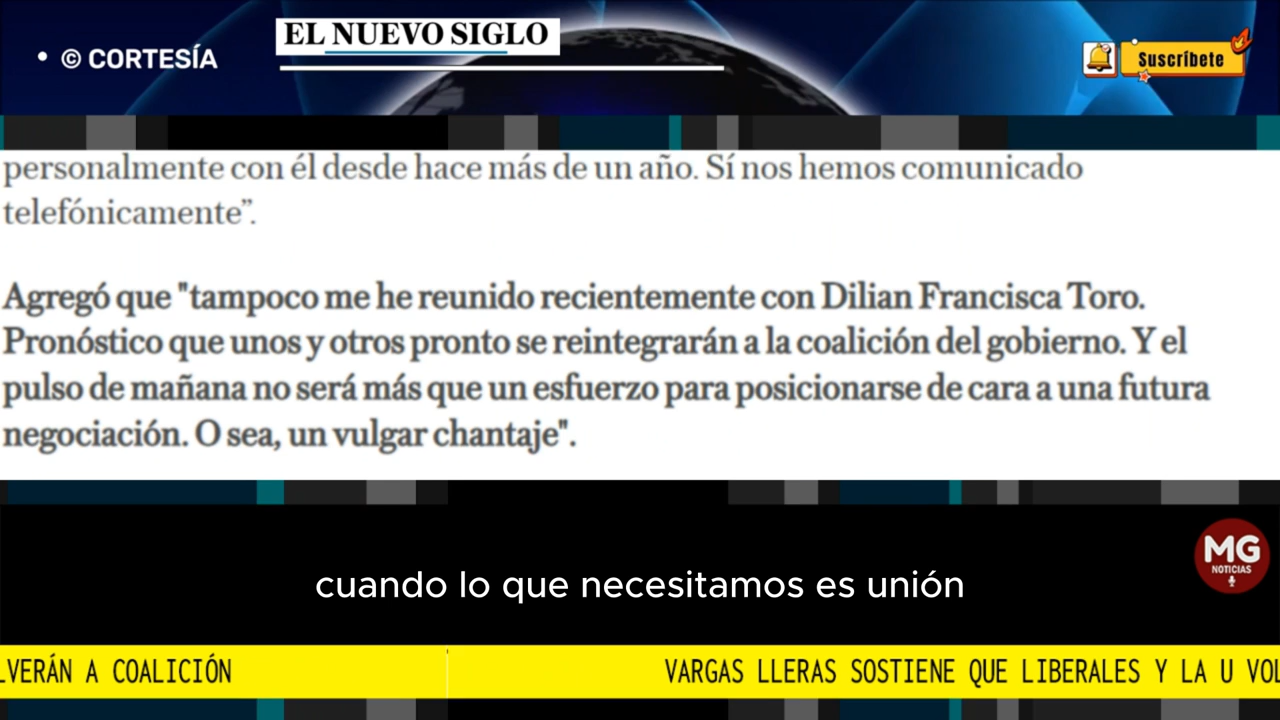 • © CORTESÍA
EL NUEVO SIGLO
Suscríbete
personalmente con él desde hace más de un año. Sí nos hemos comunicado
telefónicamente”.
Agregó que "tampoco me he reunido recientemente con Dilian Francisca Toro.
Pronóstico que unos y otros pronto se reintegrarán a la coalición del gobierno. Y el
pulso de mañana no será más que un esfuerzo para posicionarse de cara a una futura
negociación. O sea, un vulgar chantaje".
MG
NOTICIAS
cuando lo que necesitamos es unión
LVERÁN A COALICIÓN
VARGAS LLERAS SOSTIENE QUE LIBERALES Y LA U VOL